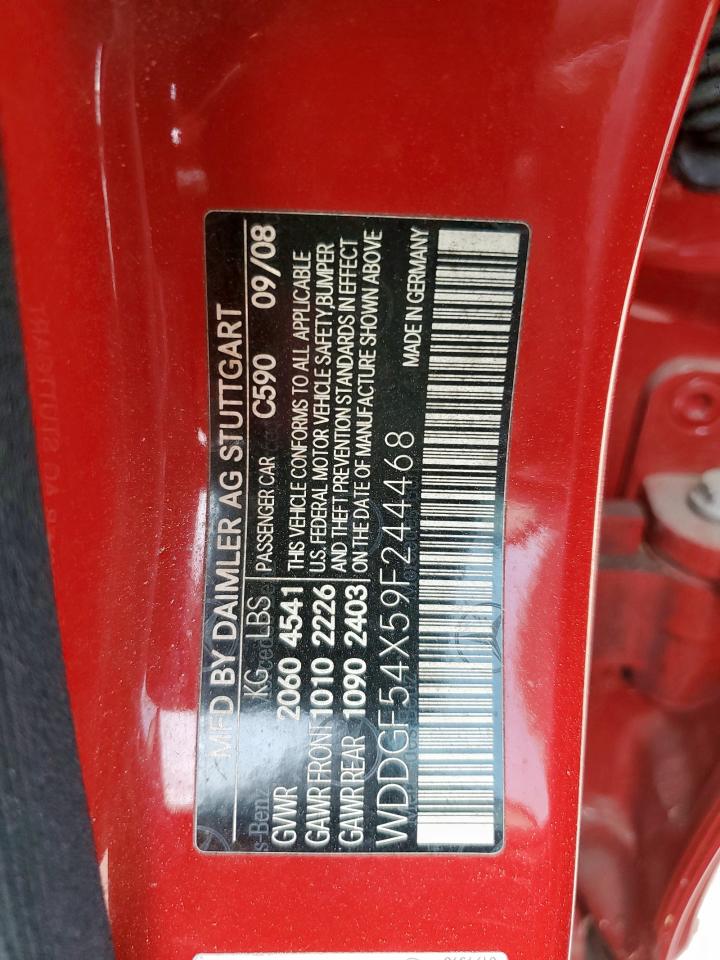 MFD BY DAIMLER AG STUTTGART
KG LBS PASSENGER CAR C590 09/08
GVWR 2060 4541 THIS VEHICLE CONFORMS TO ALL APPLICABLE
GAWR FRONT 1010 2226 U.S. FEDERAL MOTOR VEHICLE SAFETY,BUMPER
GAWR REAR 1090 2403 AND THEFT PREVENTION STANDARDS IN EFFECT
ON THE DATE OF MANUFACTURE SHOWN ABOVE
WDDGF54X59F244468 MADE IN GERMANY